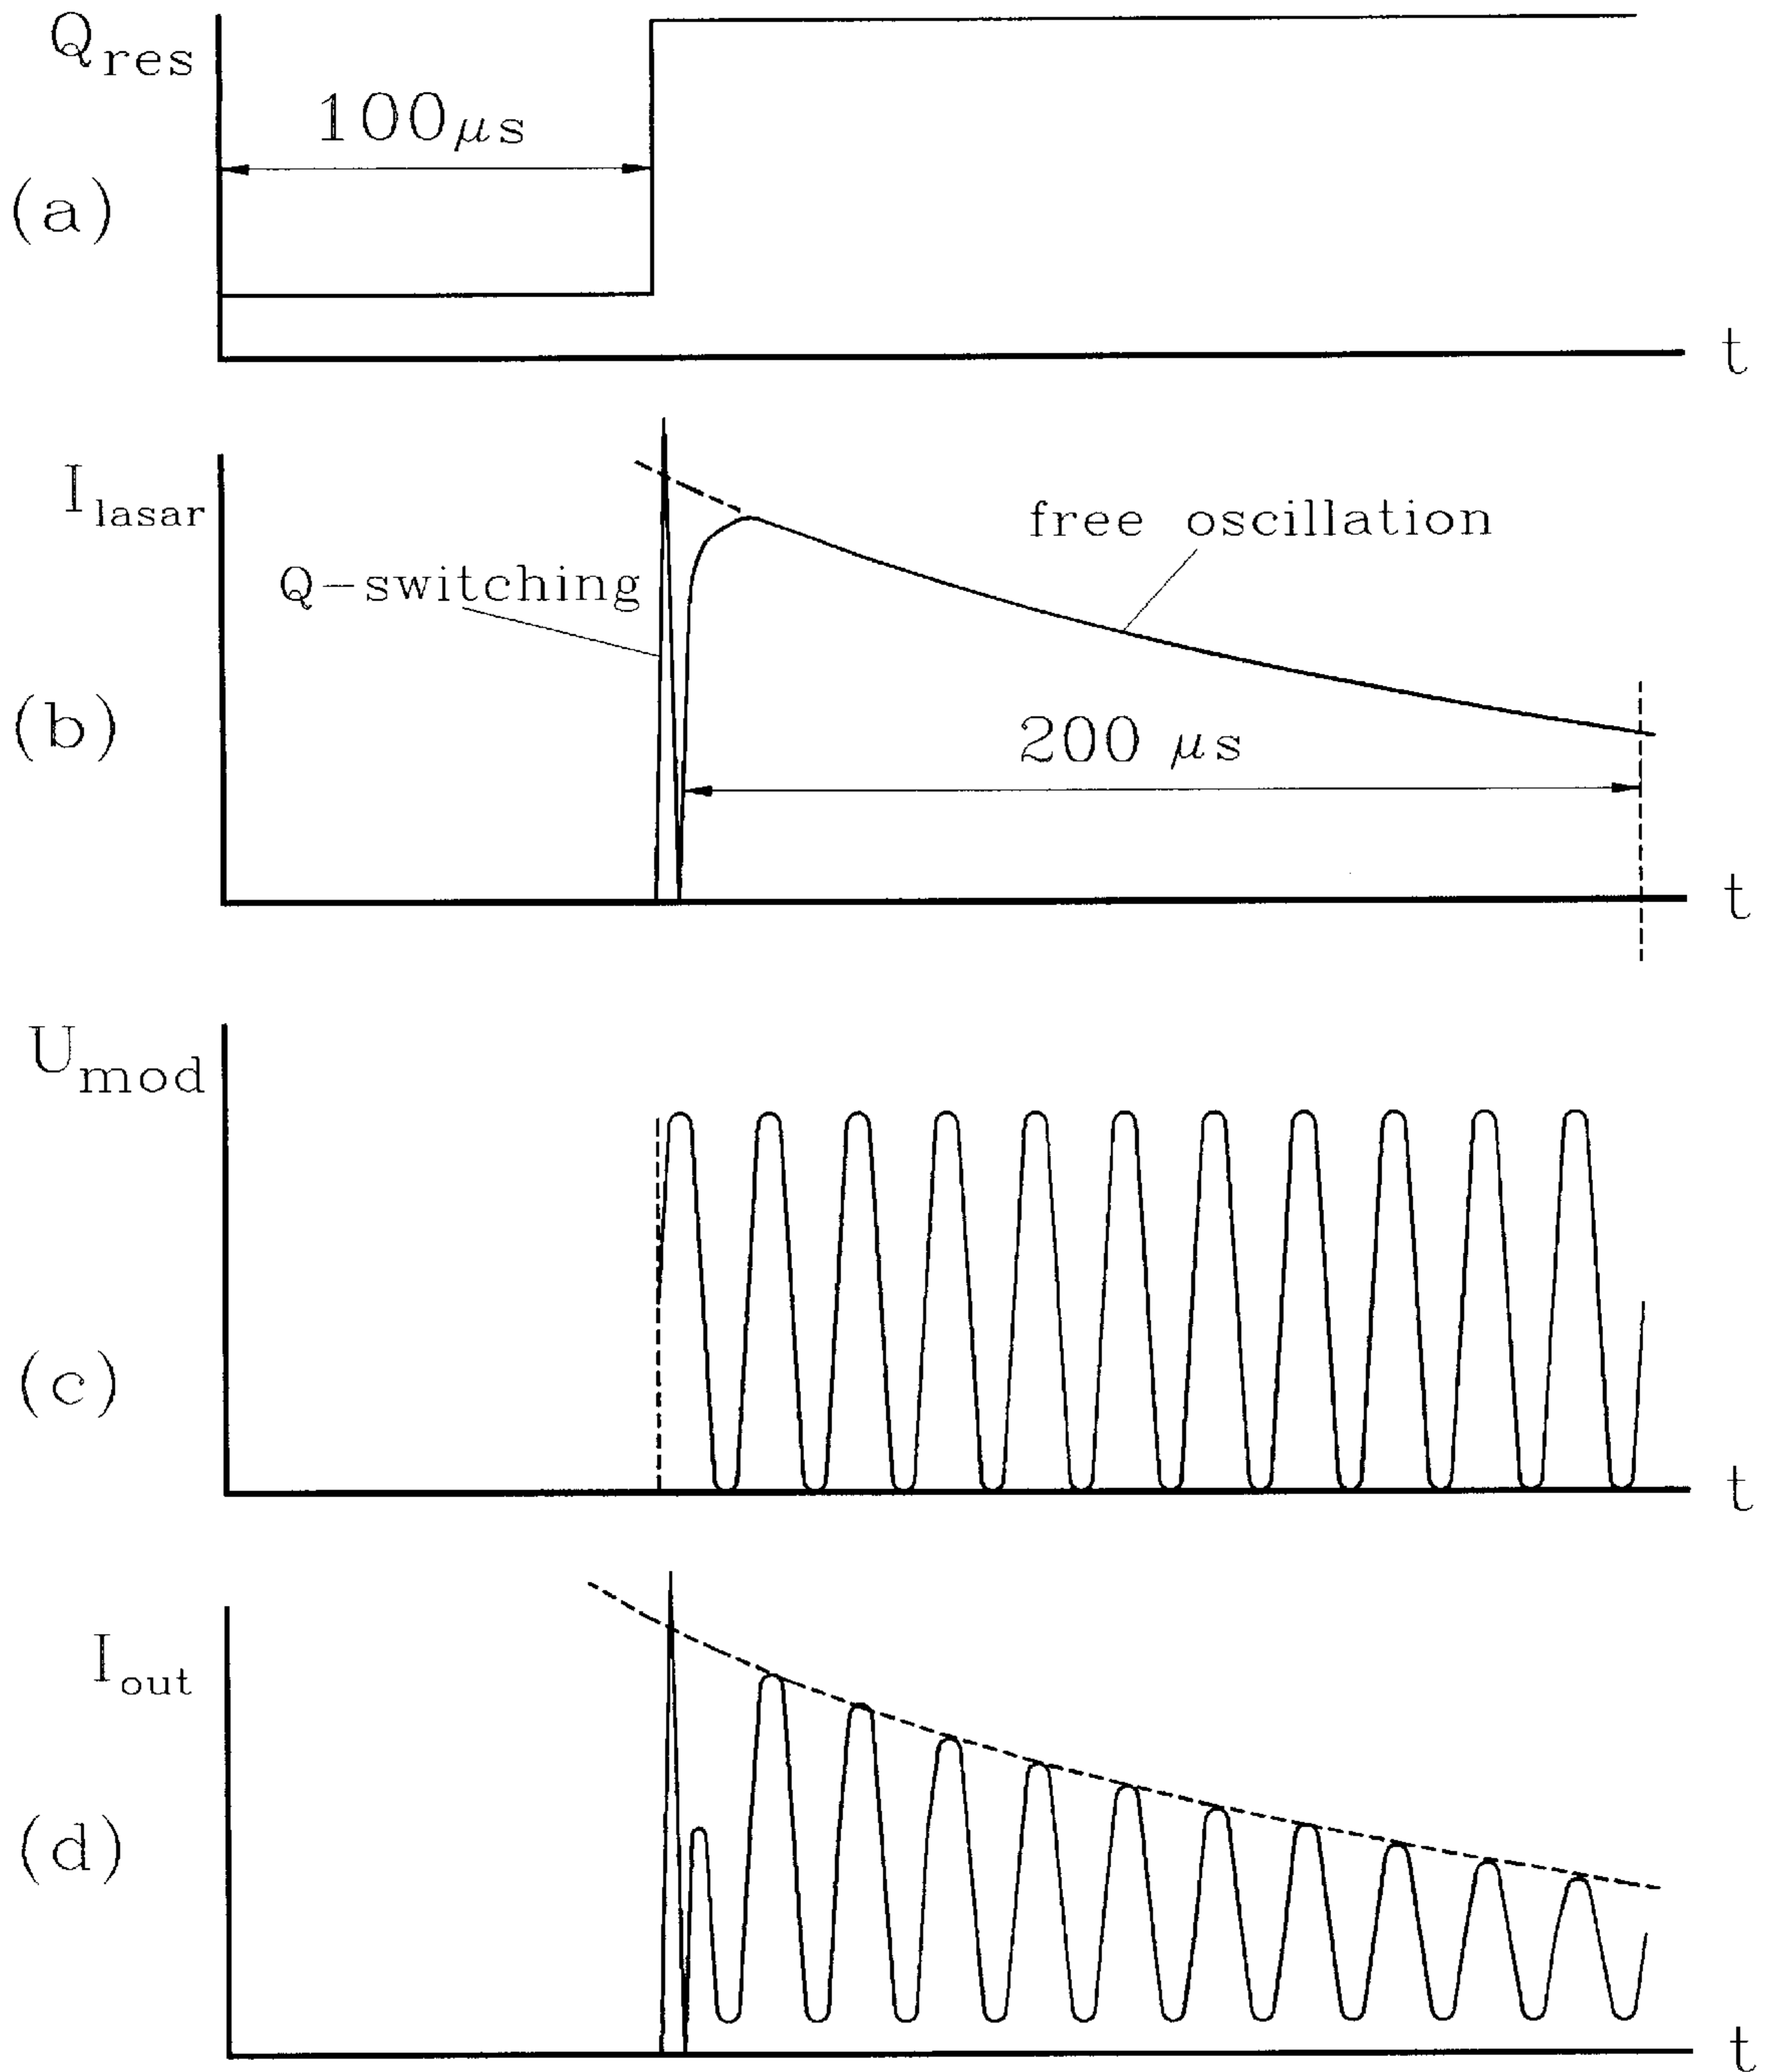 Q_res
100μs
(a)
t
I_lasar
free oscillation
Q-switching
(b)
200 μs
t
U_mod
(c)
t
I_out
(d)
t